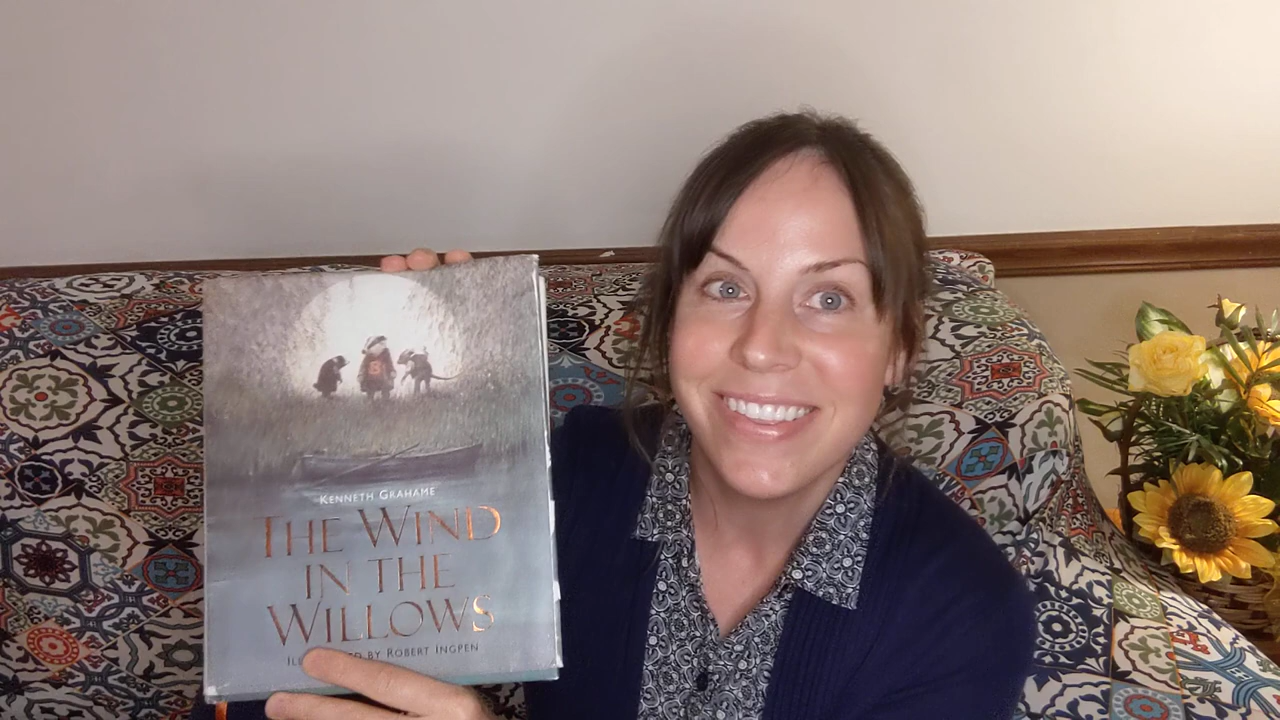 KENNETH GRAHAME
THE WIND
IN THE
WILLOWS
BY ROBERT INGPEN